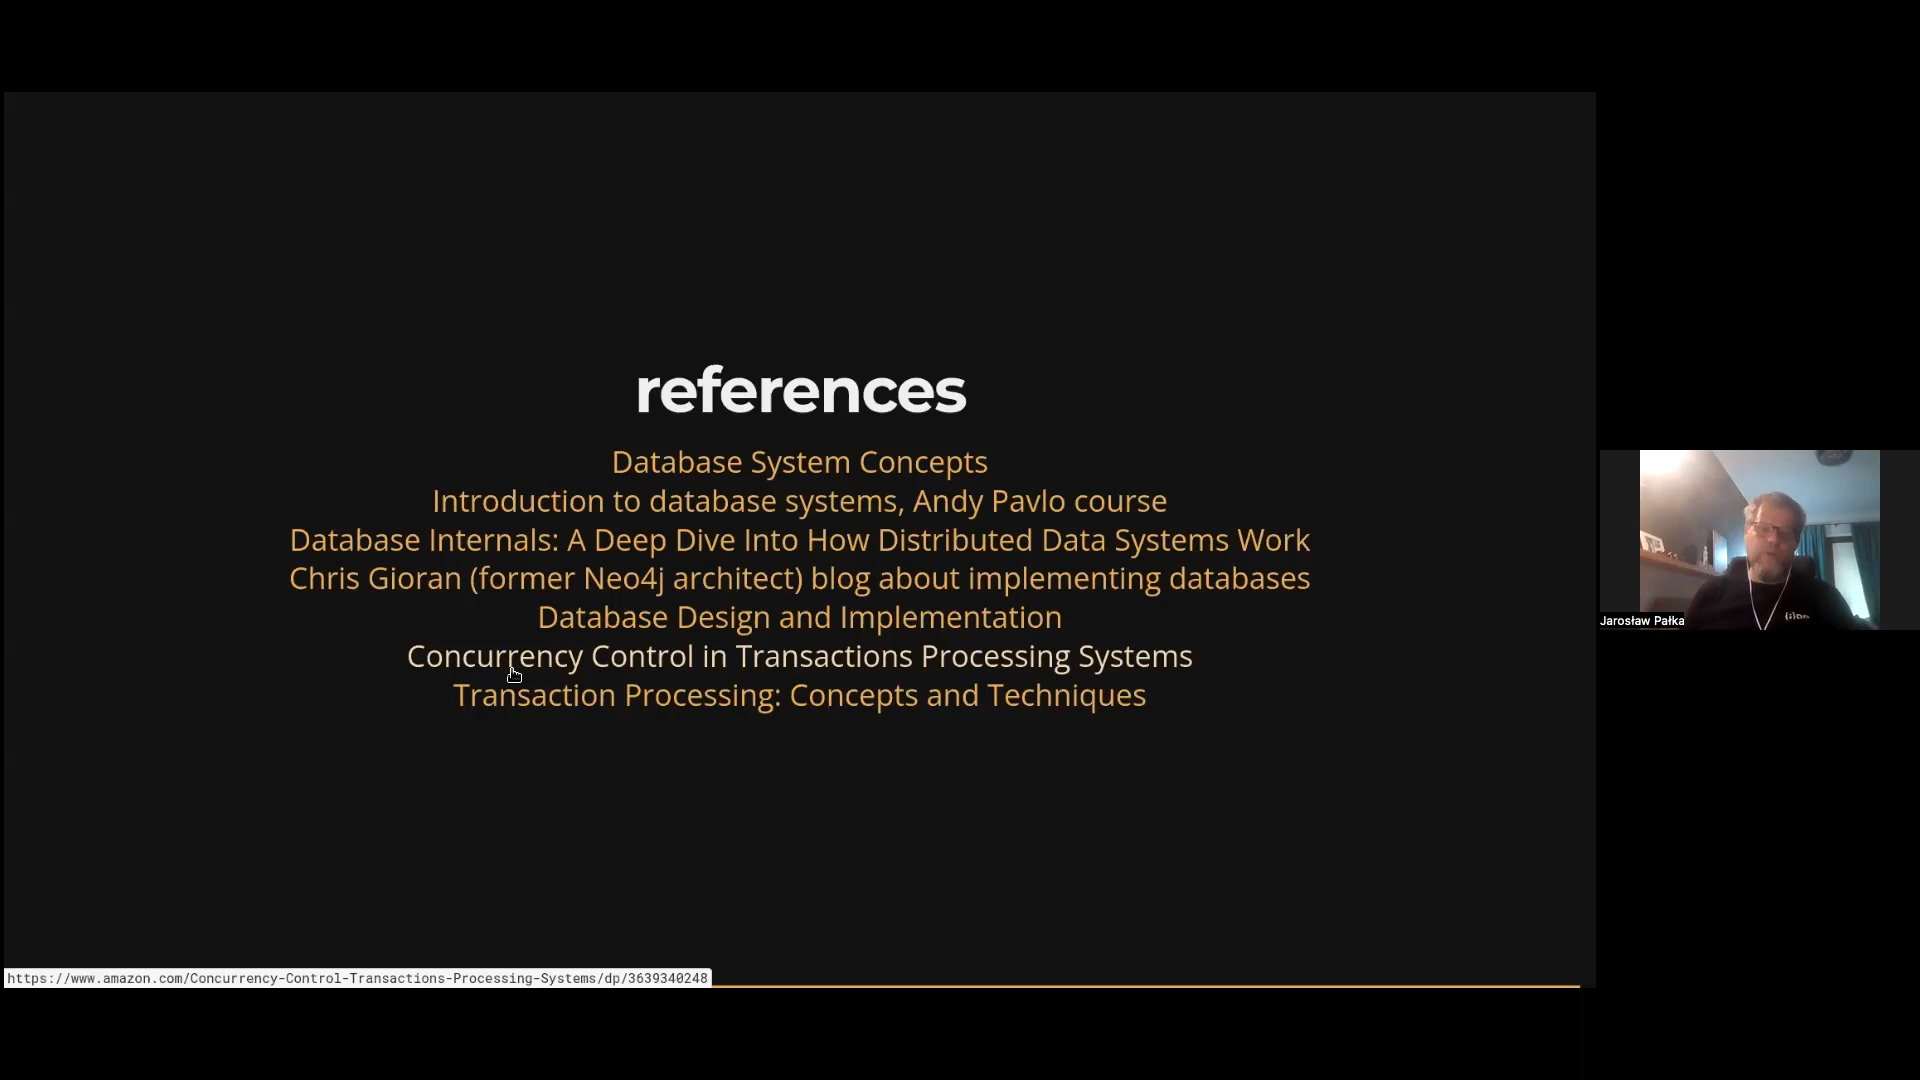 references
Database System Concepts
Introduction to database systems, Andy Pavlo course
Database Internals: A Deep Dive Into How Distributed Data Systems Work
Chris Gioran (former Neo4j architect) blog about implementing databases
Database Design and Implementation
Concurrency Control in Transactions Processing Systems
Transaction Processing: Concepts and Techniques
https://www.amazon.com/Concurrency-Control-Transactions-Processing-Systems/dp/3639340248
Jarosław Pałka